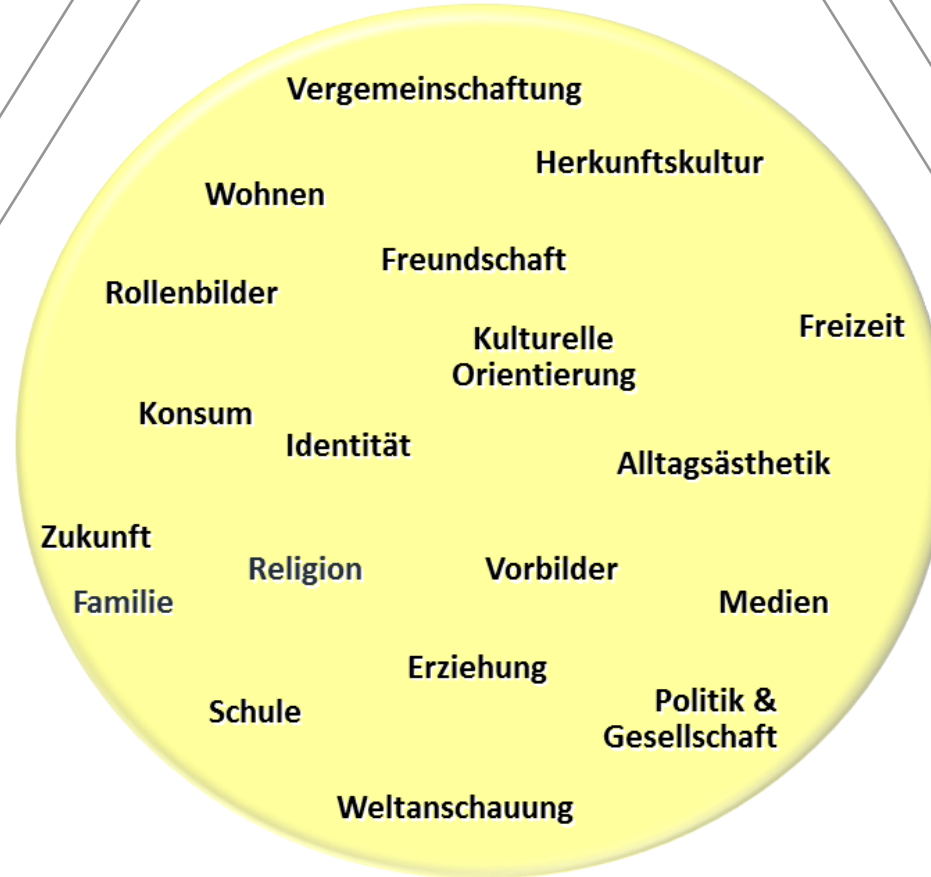 Vergemeinschaftung
Herkunftskultur
Wohnen
Freundschaft
Rollenbilder
Freizeit
Kulturelle
Orientierung
Konsum
Identität
Alltagsästhetik
Zukunft
Religion
Vorbilder
Familie
Medien
Erziehung
Schule
Politik &
Gesellschaft
Weltanschauung